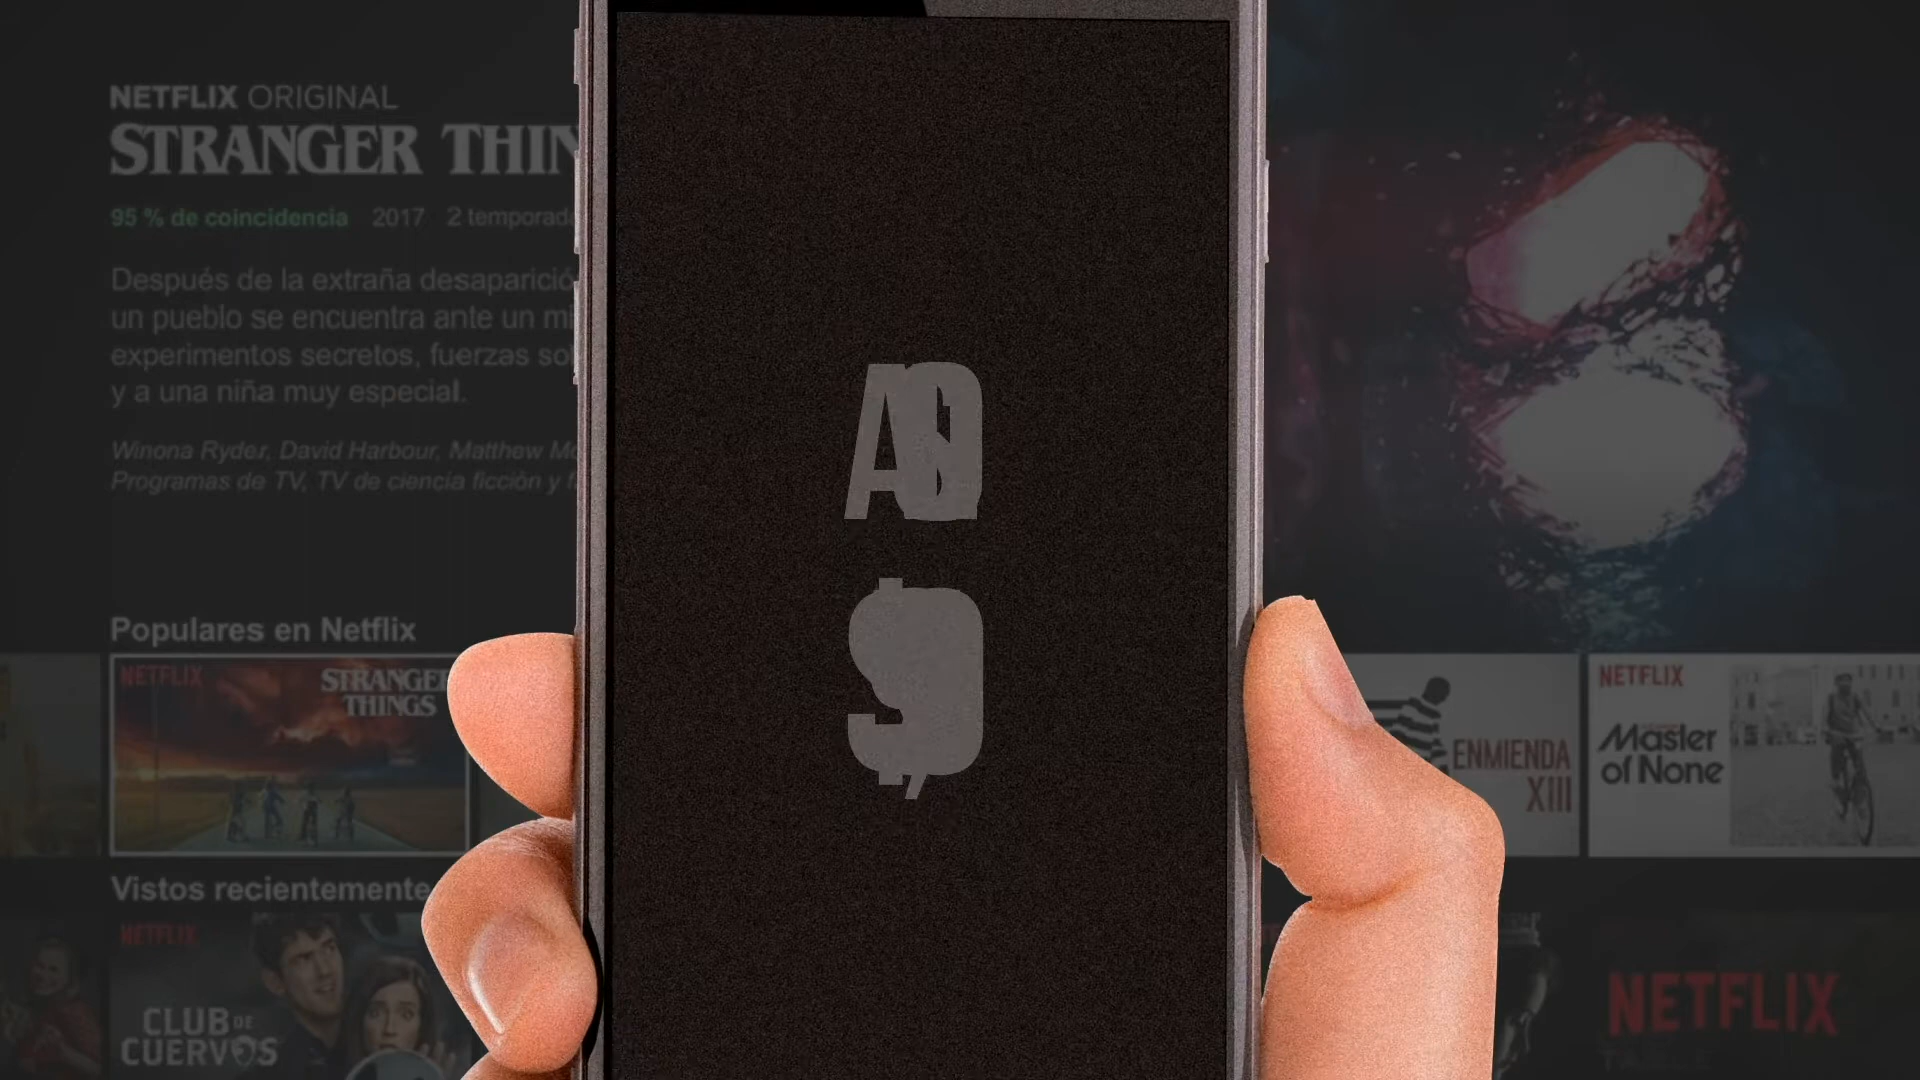 NETFLIX ORIGINAL
STRANGER THIN
95 % de coincidencia 2017 2 temporada
Después de la extraña desaparició
un pueblo se encuentra ante un mi
experimentos secretos, fuerzas so
y a una niña muy especial.
Winona Ryder, David Harbour, Matthew Mo
Programas de TV, TV de ciencia ficción y f
Populares en Netflix
NETFLIX
STRANGER
THINGS
ENMIENDA
XIII
NETFLIX
Master
of None
Vistos recientemente
NETFLIX
CLUB DE
CUERVOS
NETFLIX